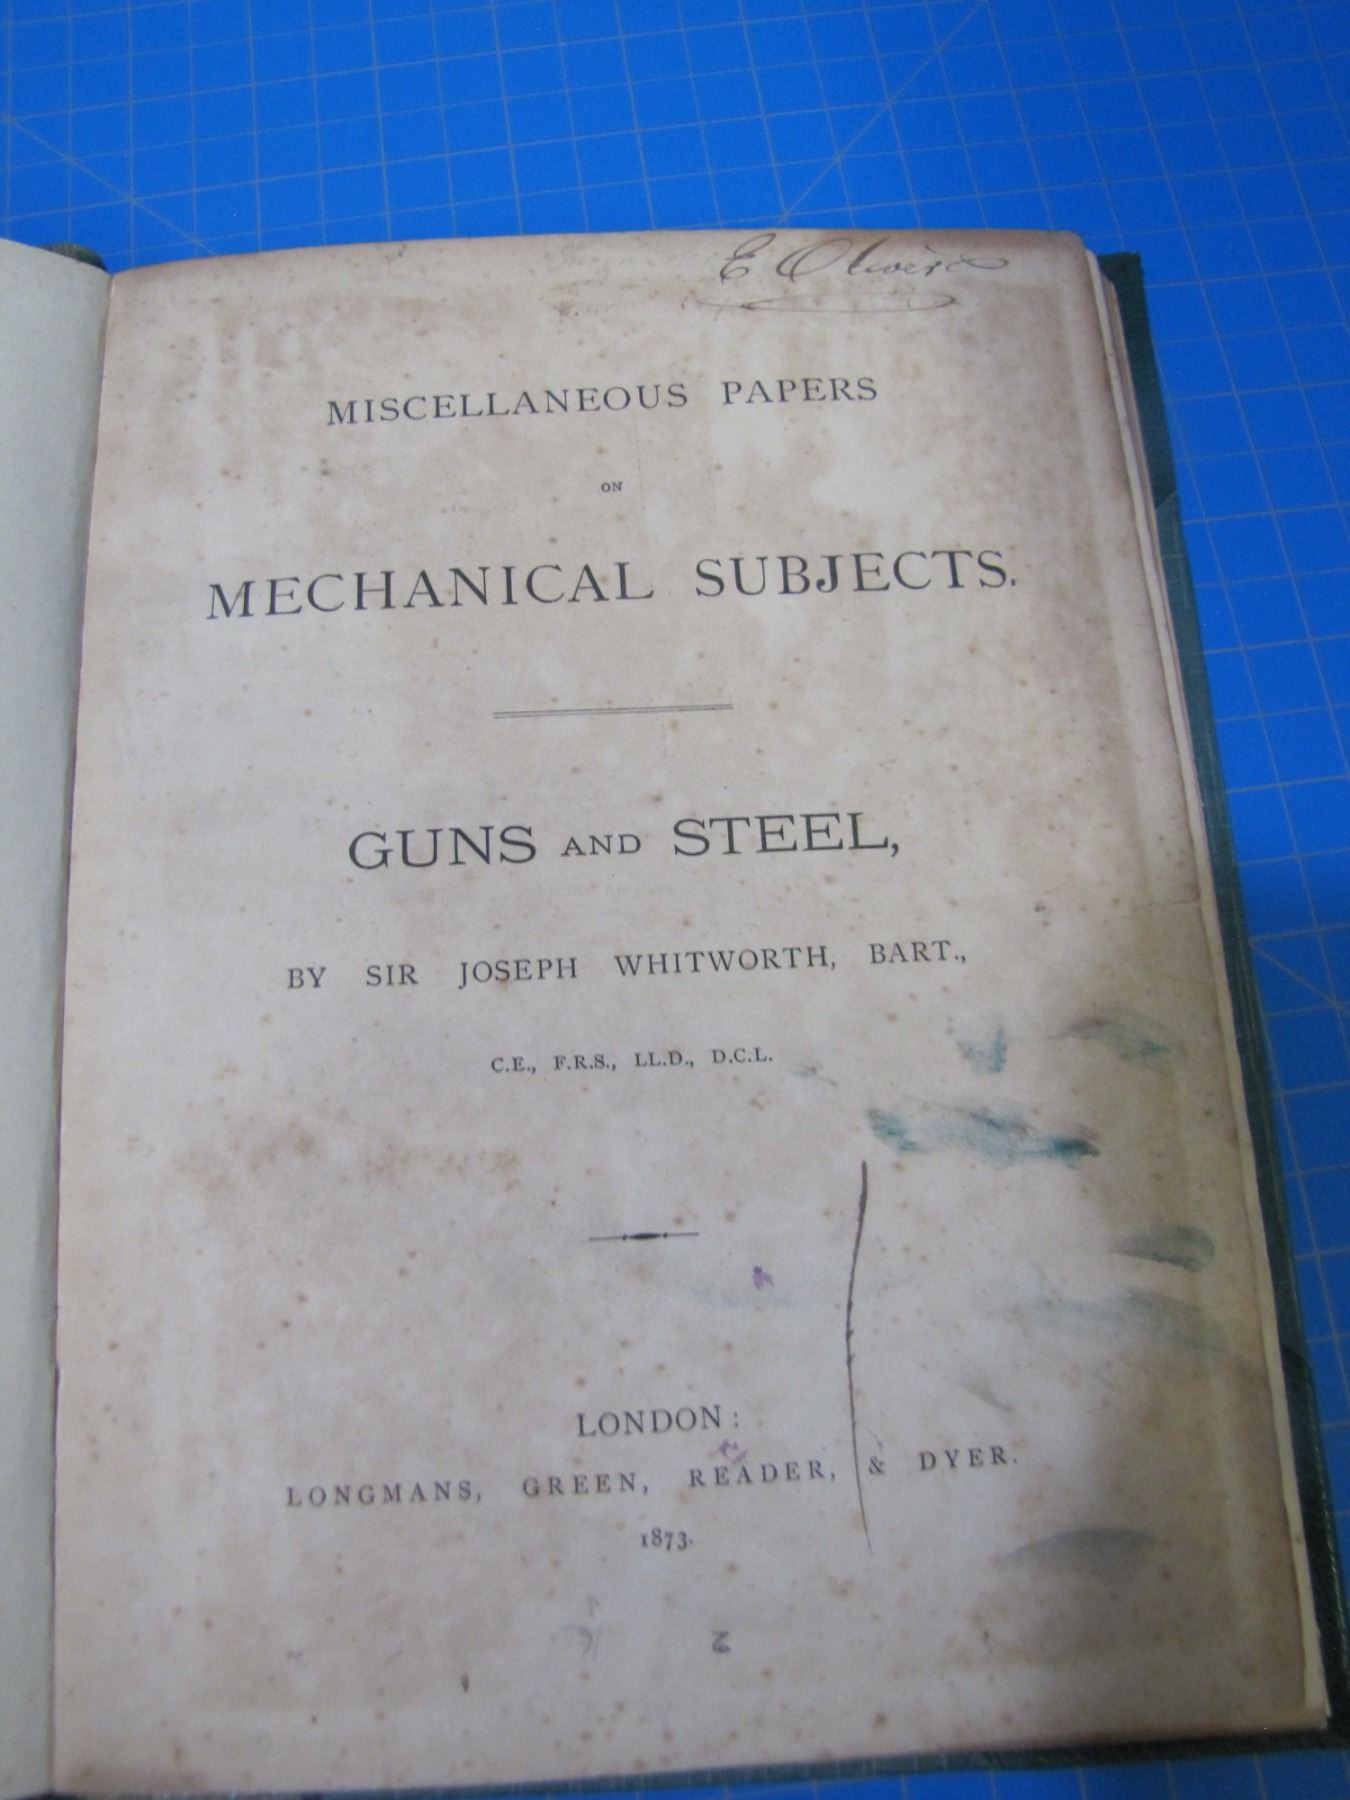 E Olivera
MISCELLANEOUS PAPERS
ON
MECHANICAL SUBJECTS.
GUNS AND STEEL,
BY SIR JOSEPH WHITWORTH, BART.,
C.E., F.R.S., LL.D., D.C.L.
LONDON:
LONGMANS, GREEN, READER, & DYER.
1873.